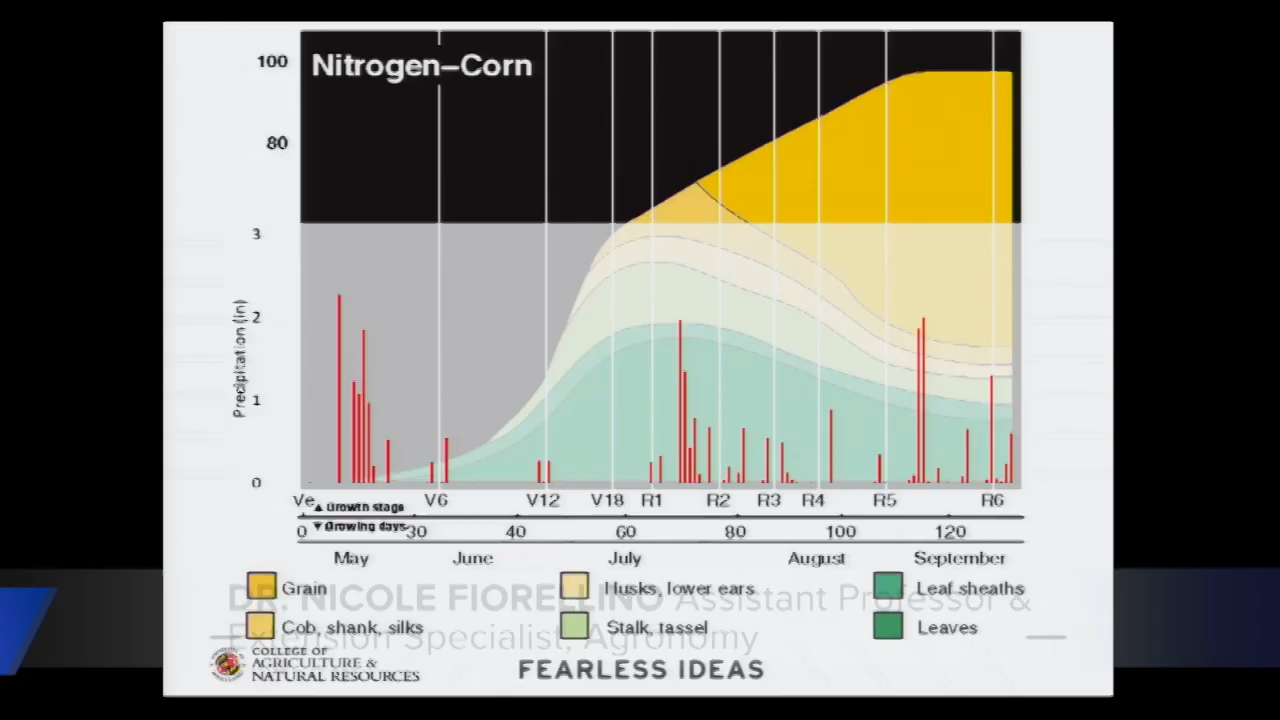 Nitrogen–Corn
100
80
3
2
1
0
Precipitation (in)
Ve V6 V12 V18 R1 R2 R3 R4 R5 R6
▲ Growth stage
▼ Growing days
0 30 40 60 80 100 120
May June July August September
Grain Husks, lower ears Leaf sheaths
DR. NICOLE FIORELLINO Assistant Professor &
Cob, shank, silks Stalk, tassel Leaves
Extension Specialist, Agronomy
COLLEGE OF
AGRICULTURE &
NATURAL RESOURCES
FEARLESS IDEAS